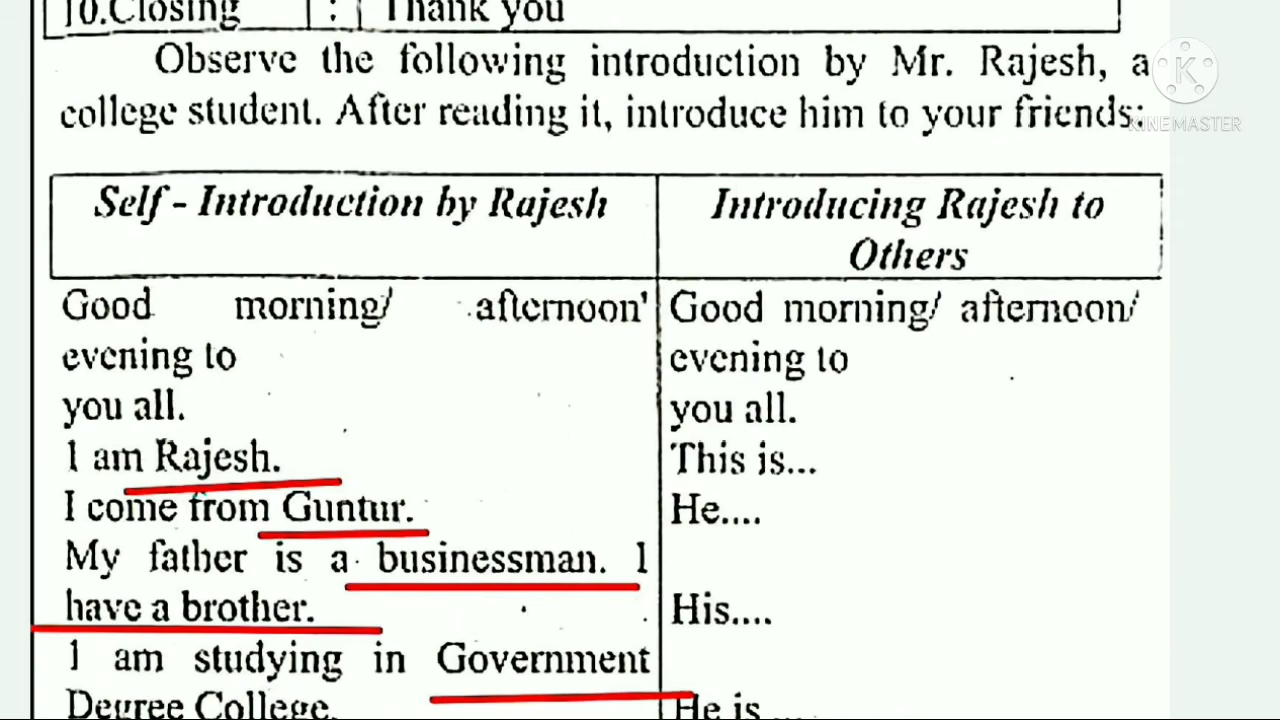 10.Closing : Thank you
Observe the following introduction by Mr. Rajesh, a
college student. After reading it, introduce him to your friends:
KINEMASTER
Self - Introduction by Rajesh
Introducing Rajesh to
Others
Good morning/ afternoon'
evening to
you all.
I am Rajesh.
I come from Guntur.
My father is a businessman. I
have a brother.
I am studying in Government
Degree College.
Good morning/ afternoon/
evening to
you all.
This is...
He....
His....
He is ...